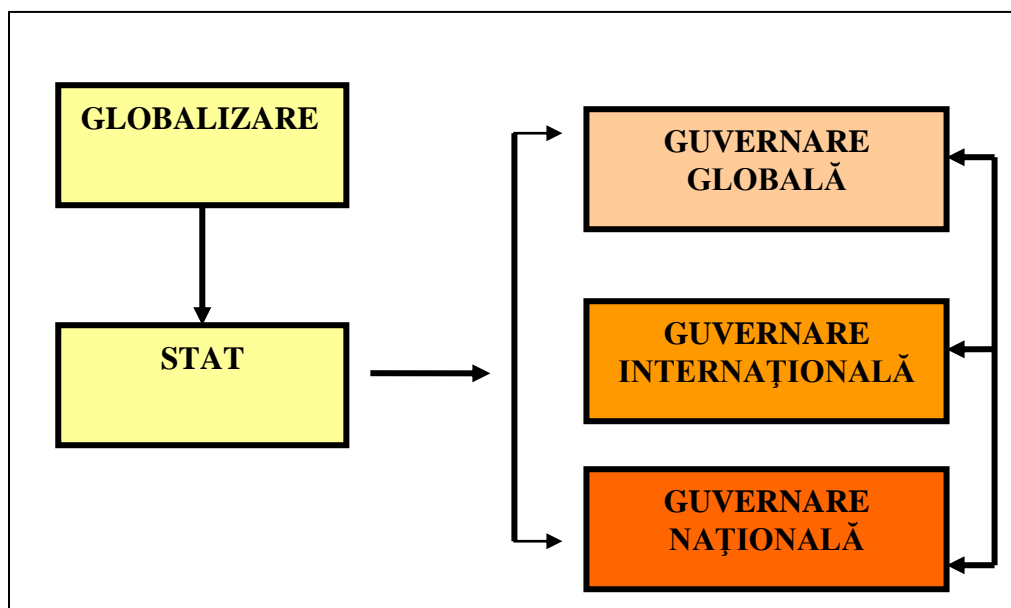 GLOBALIZARE
STAT
GUVERNARE
GLOBALĂ
GUVERNARE
INTERNAŢIONALĂ
GUVERNARE
NAŢIONALĂ